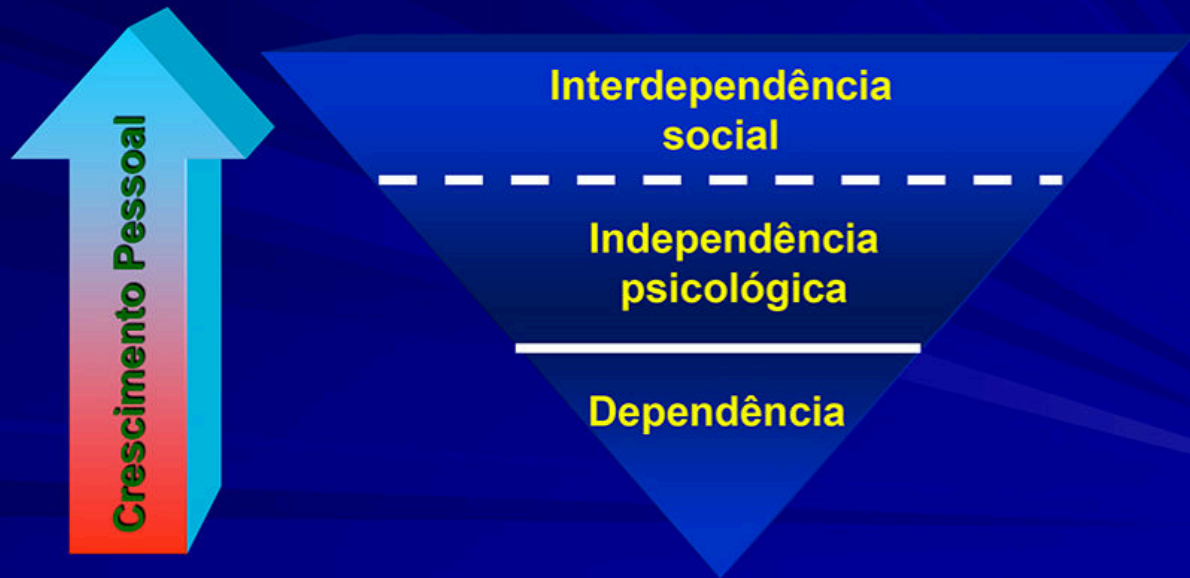 Crescimento Pessoal
Interdependência
social
Independência
psicológica
Dependência